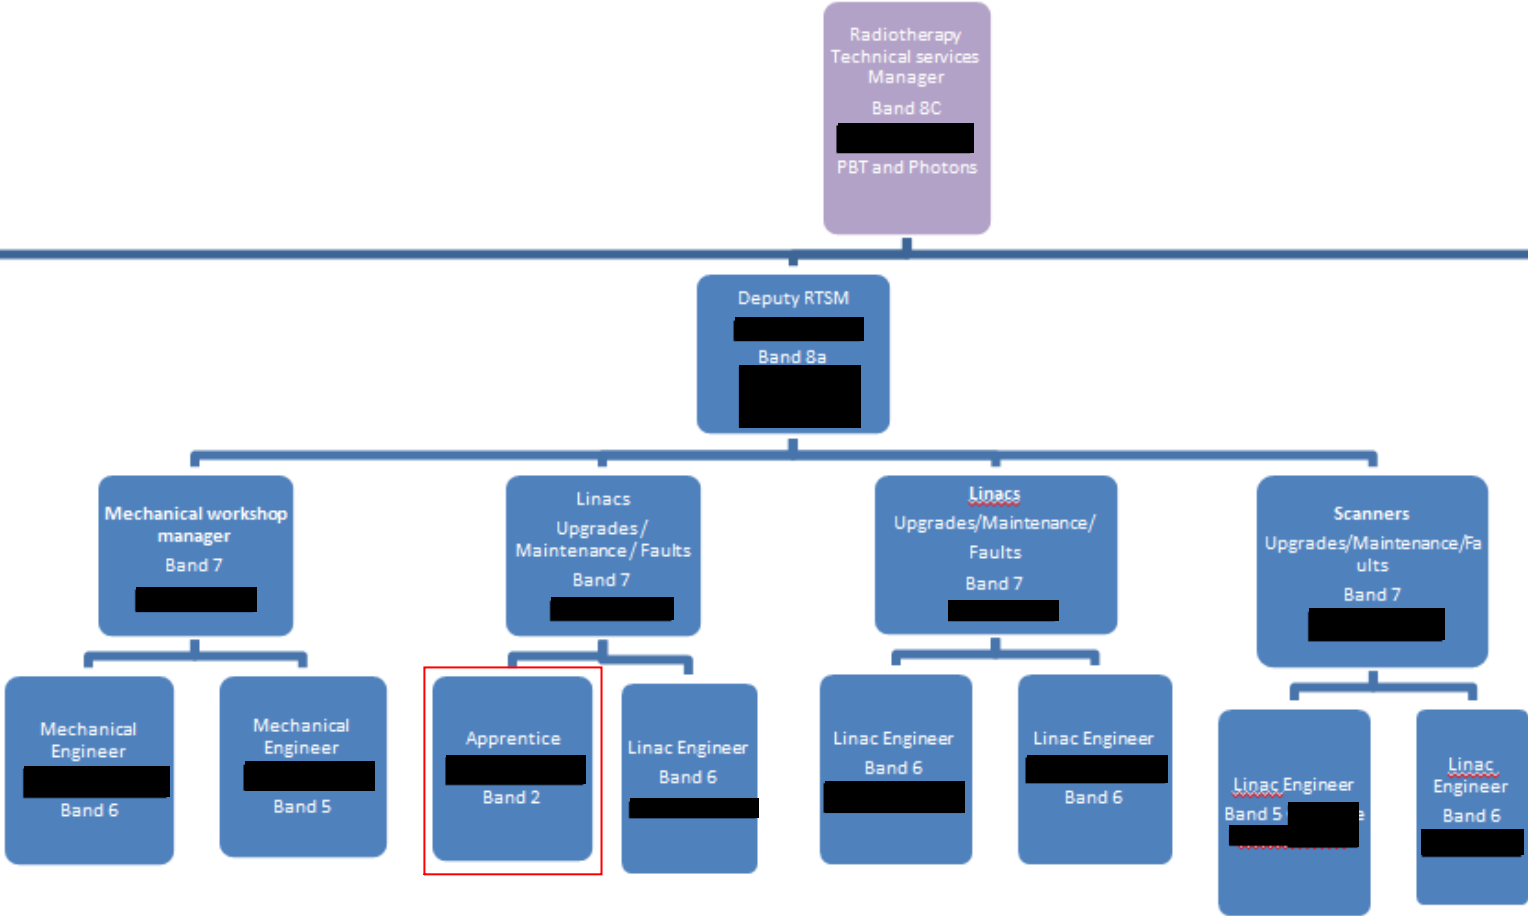 Radiotherapy
Technical services
Manager
Band 8C
PBT and Photons
Deputy RTSM
Band 8a
Mechanical workshop
manager
Band 7
Linacs
Upgrades/
Maintenance/ Faults
Band 7
Linacs
Upgrades/Maintenance/
Faults
Band 7
Scanners
Upgrades/Maintenance/Fa
ults
Band 7
Mechanical
Engineer
Band 6
Mechanical
Engineer
Band 5
Apprentice
Band 2
Linac Engineer
Band 6
Linac Engineer
Band 6
Linac Engineer
Band 6
Linac Engineer
Band 5
Linac
Engineer
Band 6